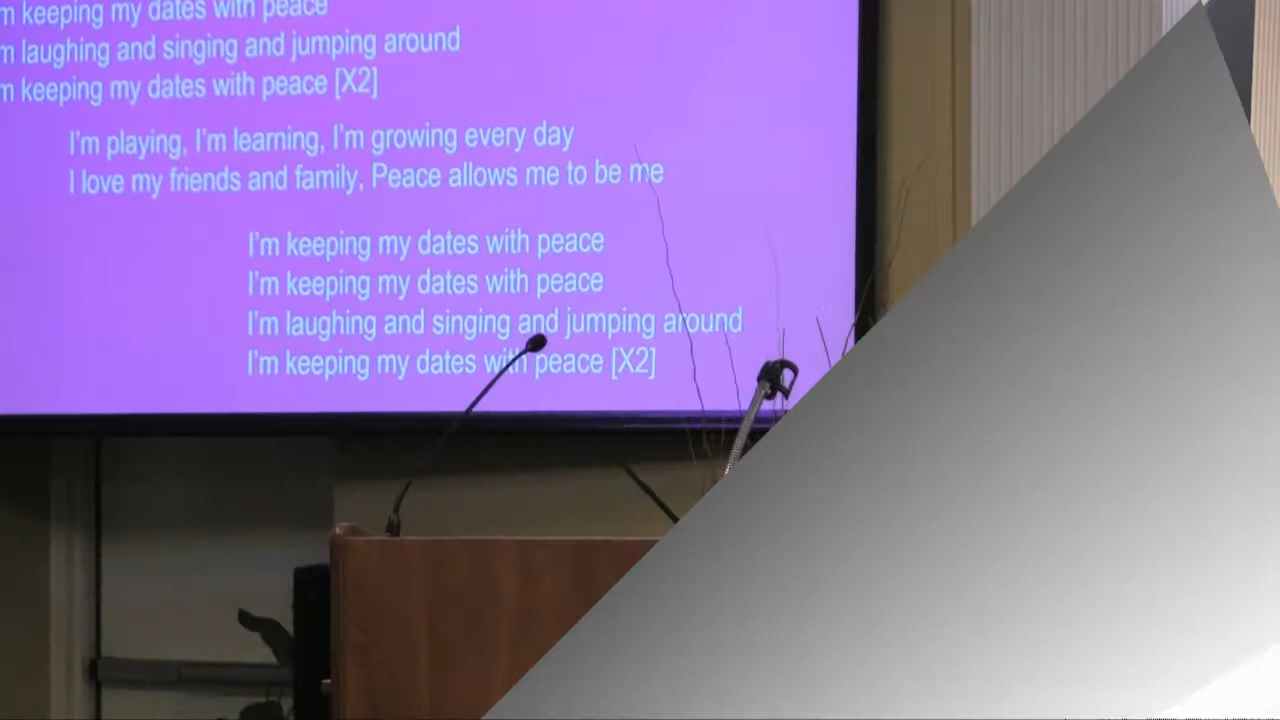 m keeping my dates with peace
m laughing and singing and jumping around
m keeping my dates with peace [X2]
I'm playing, I'm learning, I'm growing every day
I love my friends and family, Peace allows me to be me
I'm keeping my dates with peace
I'm keeping my dates with peace
I'm laughing and singing and jumping around
I'm keeping my dates with peace [X2]